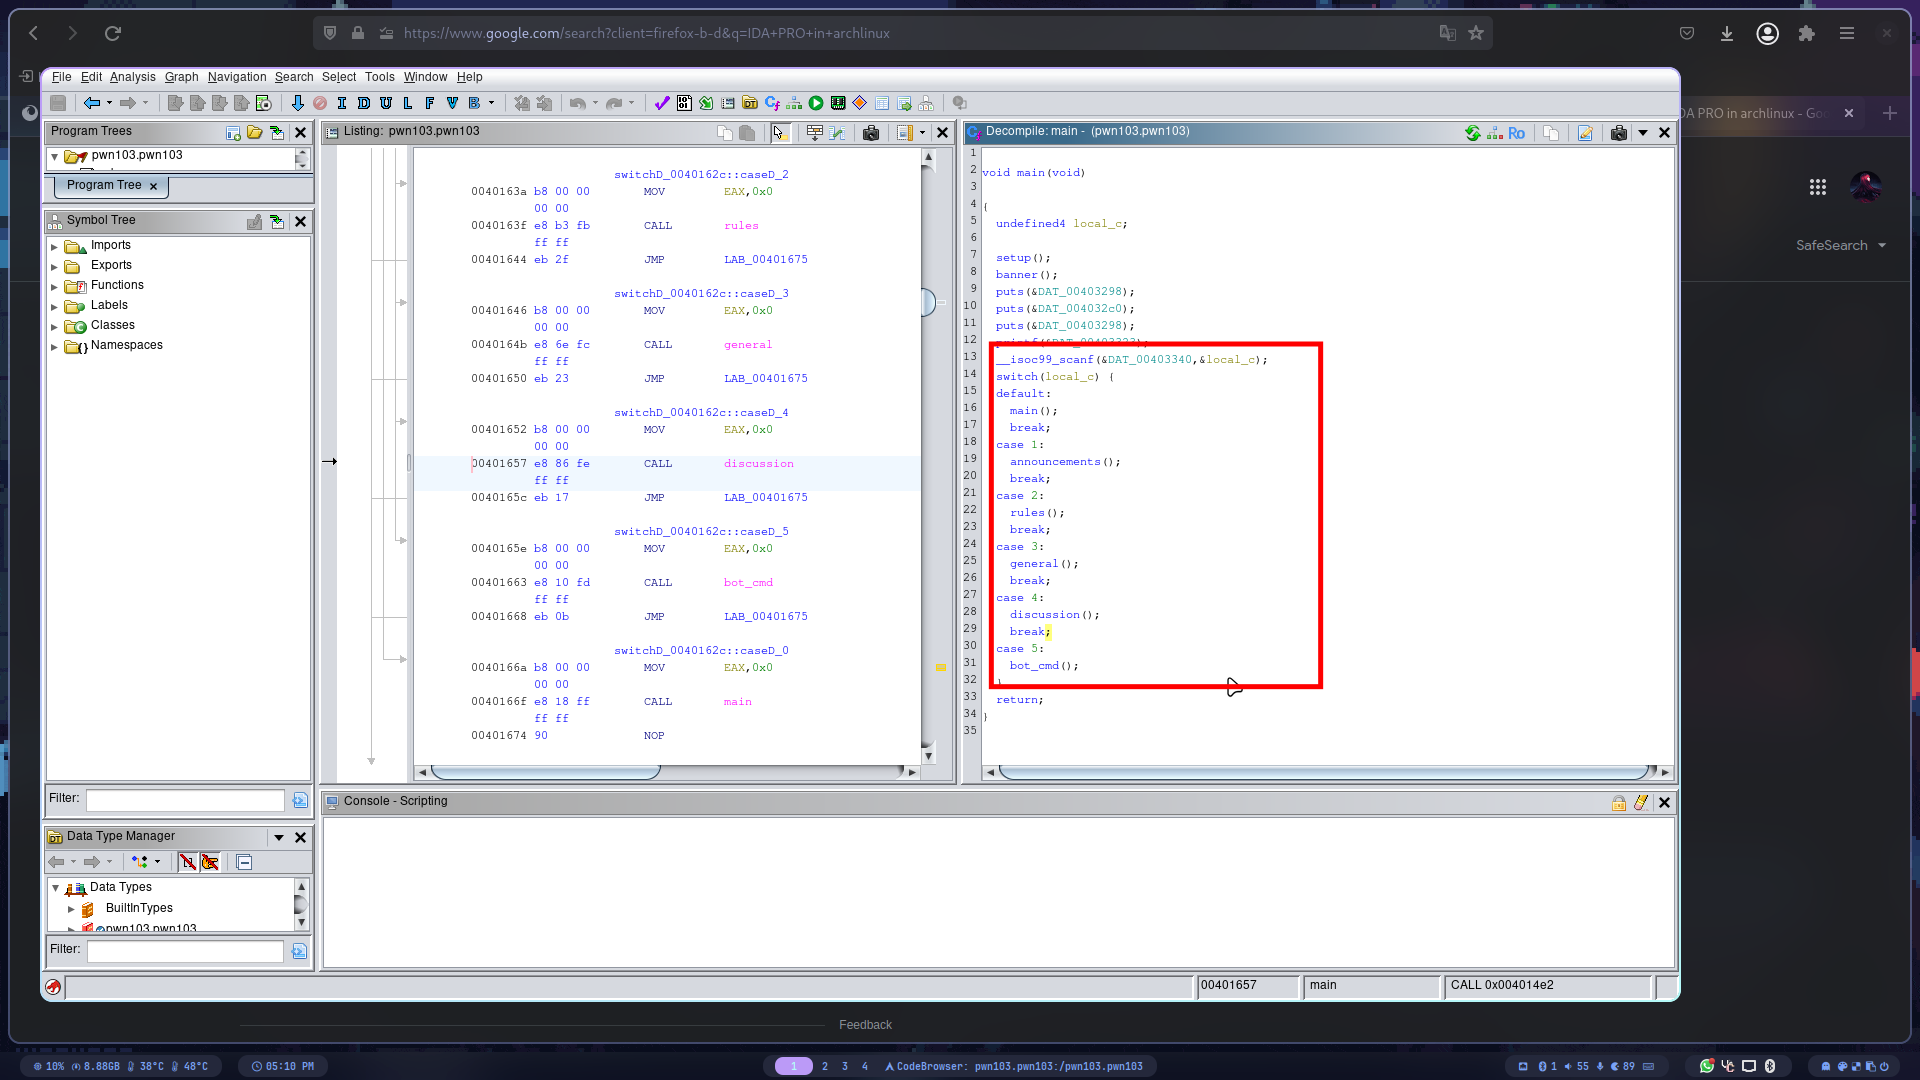 https://www.google.com/search?client=firefox-b-d&q=IDA+PRO+in+archlinux
File Edit Analysis Graph Navigation Search Select Tools Window Help
DA PRO in archlinux - Goo
I D U L F V B
Program Trees
pwn103.pwn103
Program Tree
Symbol Tree
Imports
Exports
Functions
Labels
Classes
Namespaces
Filter:
Data Type Manager
Data Types
BuiltInTypes
pwn103.pwn103
Filter:
Listing: pwn103.pwn103
switchD_0040162c::caseD_2
0040163a b8 00 00 MOV EAX,0x0
00 00
0040163f e8 b3 fb CALL rules
ff ff
00401644 eb 2f JMP LAB_00401675
switchD_0040162c::caseD_3
00401646 b8 00 00 MOV EAX,0x0
00 00
0040164b e8 6e fc CALL general
ff ff
00401650 eb 23 JMP LAB_00401675
switchD_0040162c::caseD_4
00401652 b8 00 00 MOV EAX,0x0
00 00
00401657 e8 86 fe CALL discussion
ff ff
0040165c eb 17 JMP LAB_00401675
switchD_0040162c::caseD_5
0040165e b8 00 00 MOV EAX,0x0
00 00
00401663 e8 10 fd CALL bot_cmd
ff ff
00401668 eb 0b JMP LAB_00401675
switchD_0040162c::caseD_0
0040166a b8 00 00 MOV EAX,0x0
00 00
0040166f e8 18 ff CALL main
ff ff
00401674 90 NOP
Decompile: main - (pwn103.pwn103)
Ro
1
2 void main(void)
3
4 {
5 undefined4 local_c;
6
7 setup();
8 banner();
9 puts(&DAT_00403298);
10 puts(&DAT_004032c0);
11 puts(&DAT_00403298);
12
13 __isoc99_scanf(&DAT_00403340,&local_c);
14 switch(local_c) {
15 default:
16 main();
17 break;
18 case 1:
19 announcements();
20 break;
21 case 2:
22 rules();
23 break;
24 case 3:
25 general();
26 break;
27 case 4:
28 discussion();
29 break;
30 case 5:
31 bot_cmd();
32 }
33 return;
34 }
35
Console - Scripting
00401657 main CALL 0x004014e2
SafeSearch
Feedback
10% 8.88GB 38°C 48°C 05:10 PM
1 2 3 4 CodeBrowser: pwn103.pwn103:/pwn103.pwn103
1 55 89